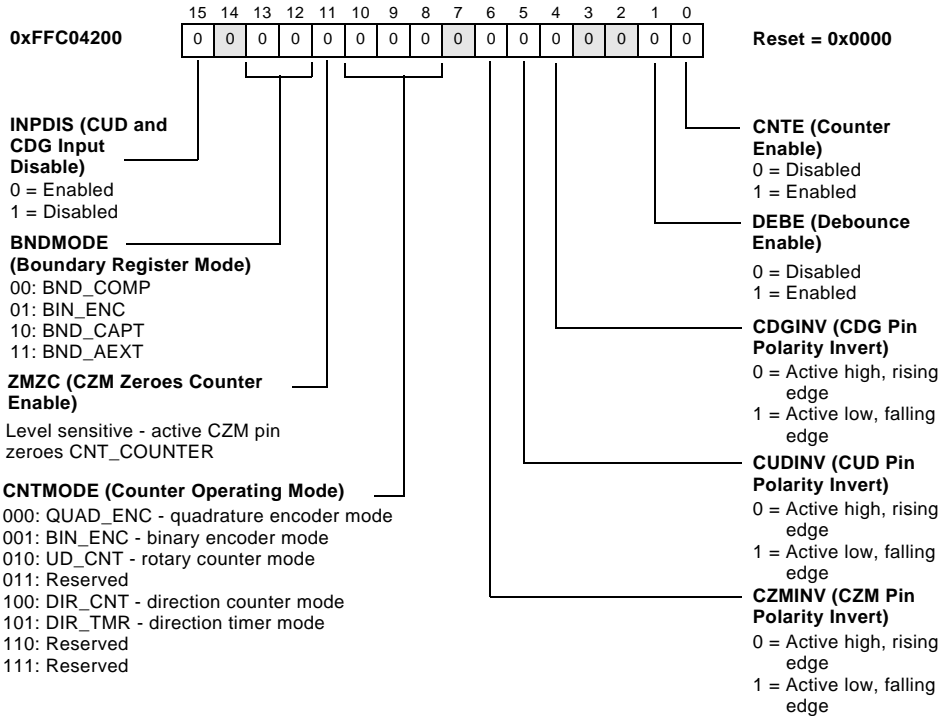 15 14 13 12 11 10 9 8 7 6 5 4 3 2 1 0
0xFFC04200
0 0 0 0 0 0 0 0 0 0 0 0 0 0 0 0
Reset = 0x0000
INPDIS (CUD and
CDG Input
Disable)
0 = Enabled
1 = Disabled
BNDMODE
(Boundary Register Mode)
00: BND_COMP
01: BIN_ENC
10: BND_CAPT
11: BND_AEXT
ZMZC (CZM Zeroes Counter
Enable)
Level sensitive - active CZM pin
zeroes CNT_COUNTER
CNTMODE (Counter Operating Mode)
000: QUAD_ENC - quadrature encoder mode
001: BIN_ENC - binary encoder mode
010: UD_CNT - rotary counter mode
011: Reserved
100: DIR_CNT - direction counter mode
101: DIR_TMR - direction timer mode
110: Reserved
111: Reserved
CNTE (Counter
Enable)
0 = Disabled
1 = Enabled
DEBE (Debounce
Enable)
0 = Disabled
1 = Enabled
CDGINV (CDG Pin
Polarity Invert)
0 = Active high, rising
edge
1 = Active low, falling
edge
CUDINV (CUD Pin
Polarity Invert)
0 = Active high, rising
edge
1 = Active low, falling
edge
CZMINV (CZM Pin
Polarity Invert)
0 = Active high, rising
edge
1 = Active low, falling
edge